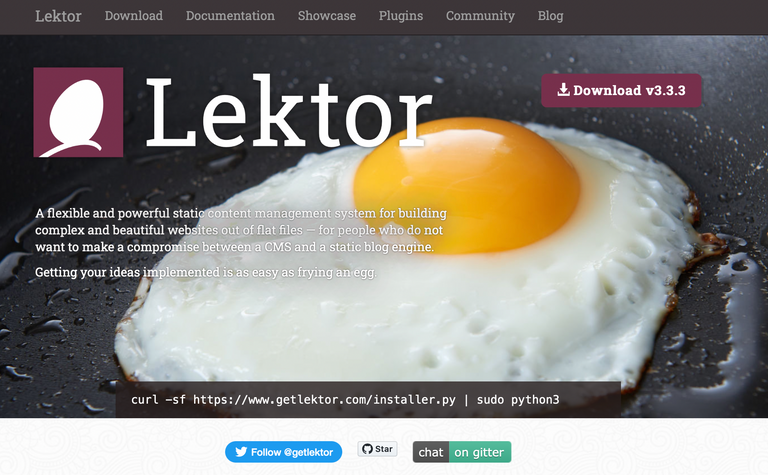 Lektor Download Documentation Showcase Plugins Community Blog
Lektor
Download v3.3.3
A flexible and powerful static content management system for building
complex and beautiful websites out of flat files — for people who do not
want to make a compromise between a CMS and a static blog engine.
Getting your ideas implemented is as easy as frying an egg.
curl -sf https://www.getlektor.com/installer.py | sudo python3
Follow @getlektor Star chat on gitter